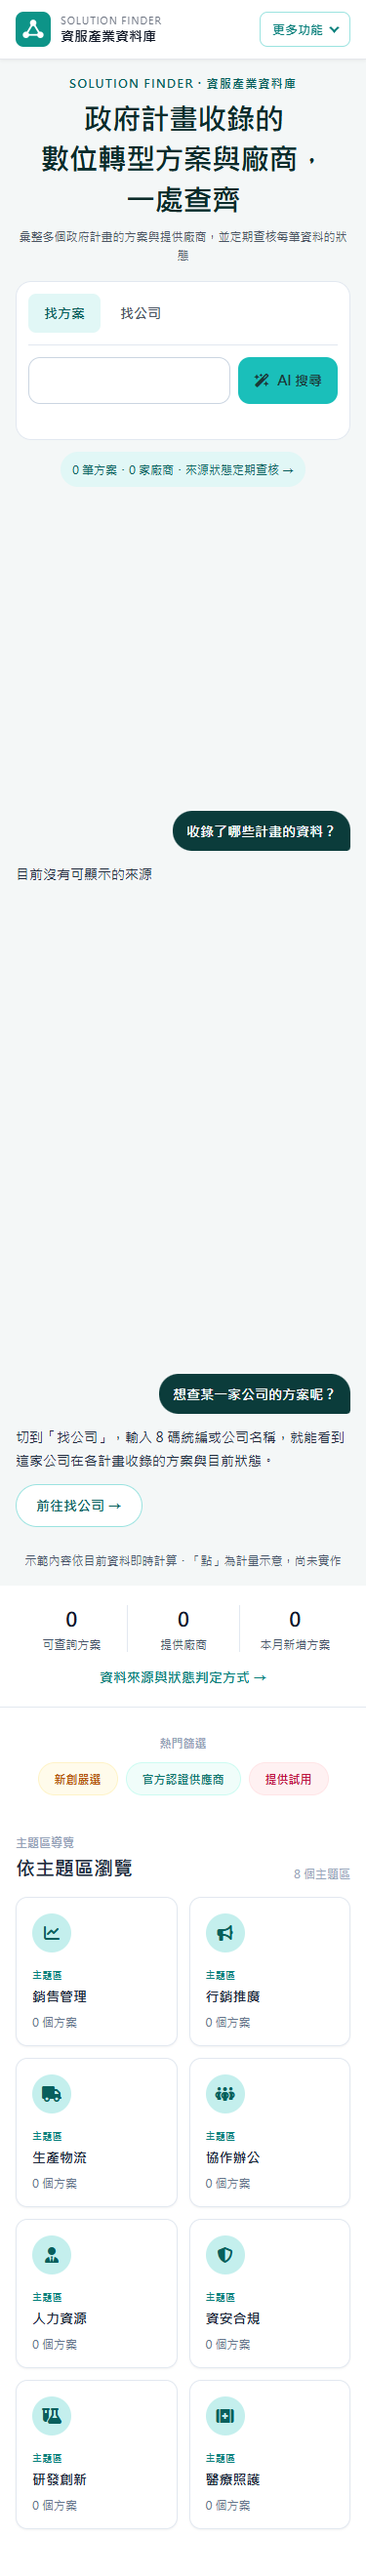 SOLUTION FINDER
資服產業資料庫
更多功能
SOLUTION FINDER · 資服產業資料庫
政府計畫收錄的
數位轉型方案與廠商，
一處查齊
彙整多個政府計畫的方案與提供廠商，並定期查核每筆資料的狀
態
找方案
找公司
AI 搜尋
0 筆方案 · 0 家廠商 · 來源狀態定期查核 →
收錄了哪些計畫的資料？
目前沒有可顯示的來源
想查某一家公司的方案呢？
切到「找公司」，輸入 8 碼統編或公司名稱，就能看到
這家公司在各計畫收錄的方案與目前狀態。
前往找公司 →
示範內容依目前資料即時計算 · 「點」為計量示意，尚未實作
0
可查詢方案
0
提供廠商
0
本月新增方案
資料來源與狀態判定方式 →
熱門篩選
新創嚴選
官方認證供應商
提供試用
主題區導覽
依主題區瀏覽
8 個主題區
主題區
銷售管理
0 個方案
主題區
行銷推廣
0 個方案
主題區
生產物流
0 個方案
主題區
協作辦公
0 個方案
主題區
人力資源
0 個方案
主題區
資安合規
0 個方案
主題區
研發創新
0 個方案
主題區
醫療照護
0 個方案